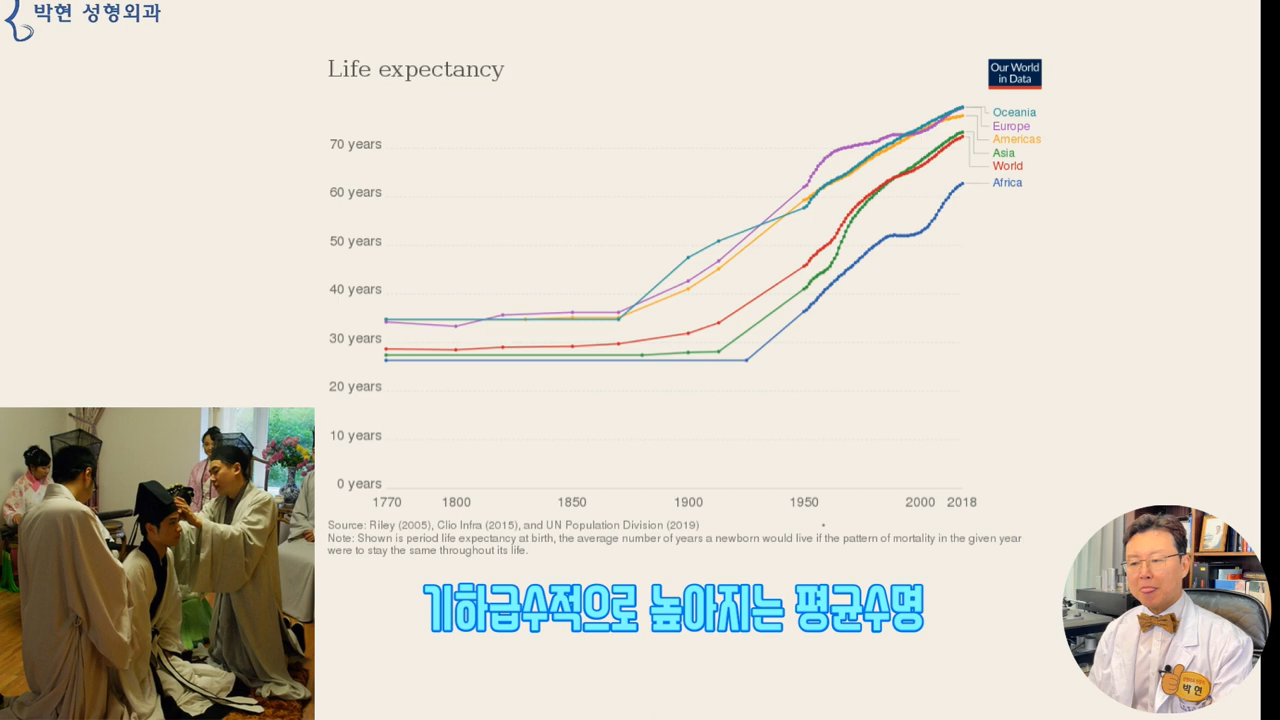 박현 성형외과
Life expectancy
Our World
in Data
Oceania
Europe
Americas
Asia
World
Africa
70 years
60 years
50 years
40 years
30 years
20 years
10 years
0 years
1770 1800 1850 1900 1950 2000 2018
Source: Riley (2005), Clio Infra (2015), and UN Population Division (2019)
Note: Shown is period life expectancy at birth, the average number of years a newborn would live if the pattern of mortality in the given year
were to stay the same throughout its life.
기하급수적으로 높아지는 평균수명
박현